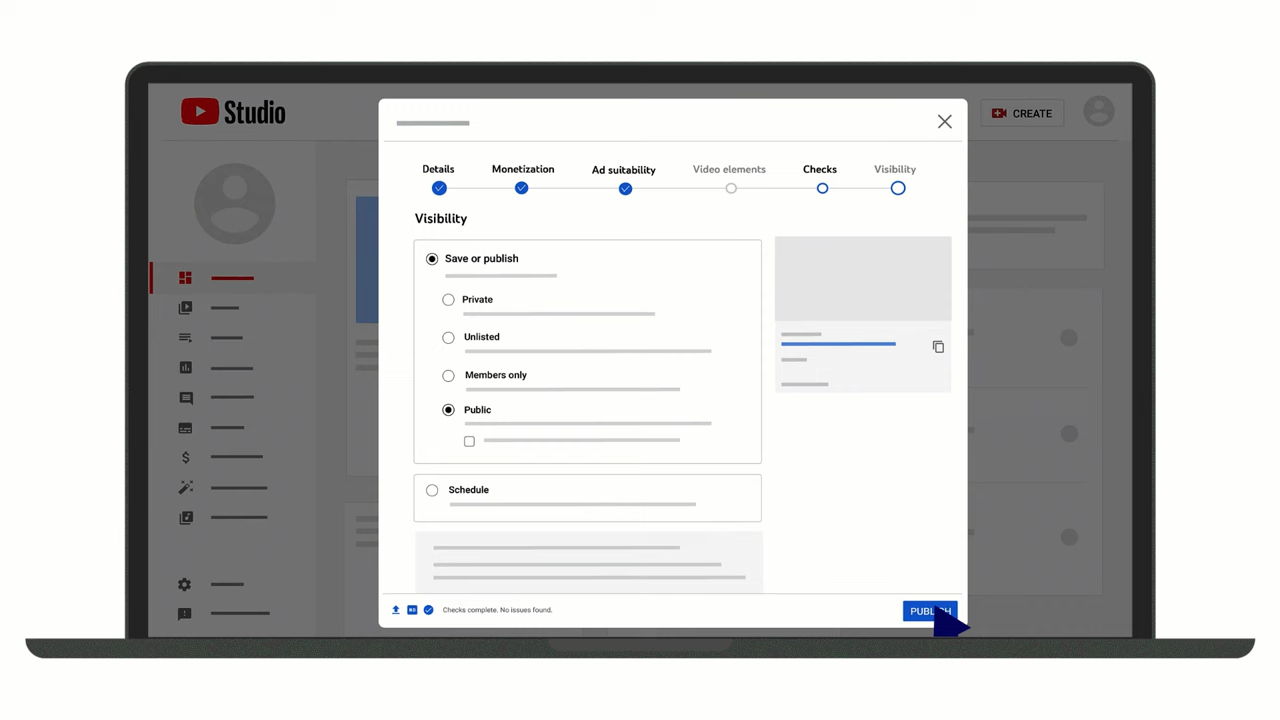 Studio
CREATE
Details Monetization Ad suitability Video elements Checks Visibility
Visibility
Save or publish
Private
Unlisted
Members only
Public
Schedule
Checks complete. No issues found.
PUBLISH